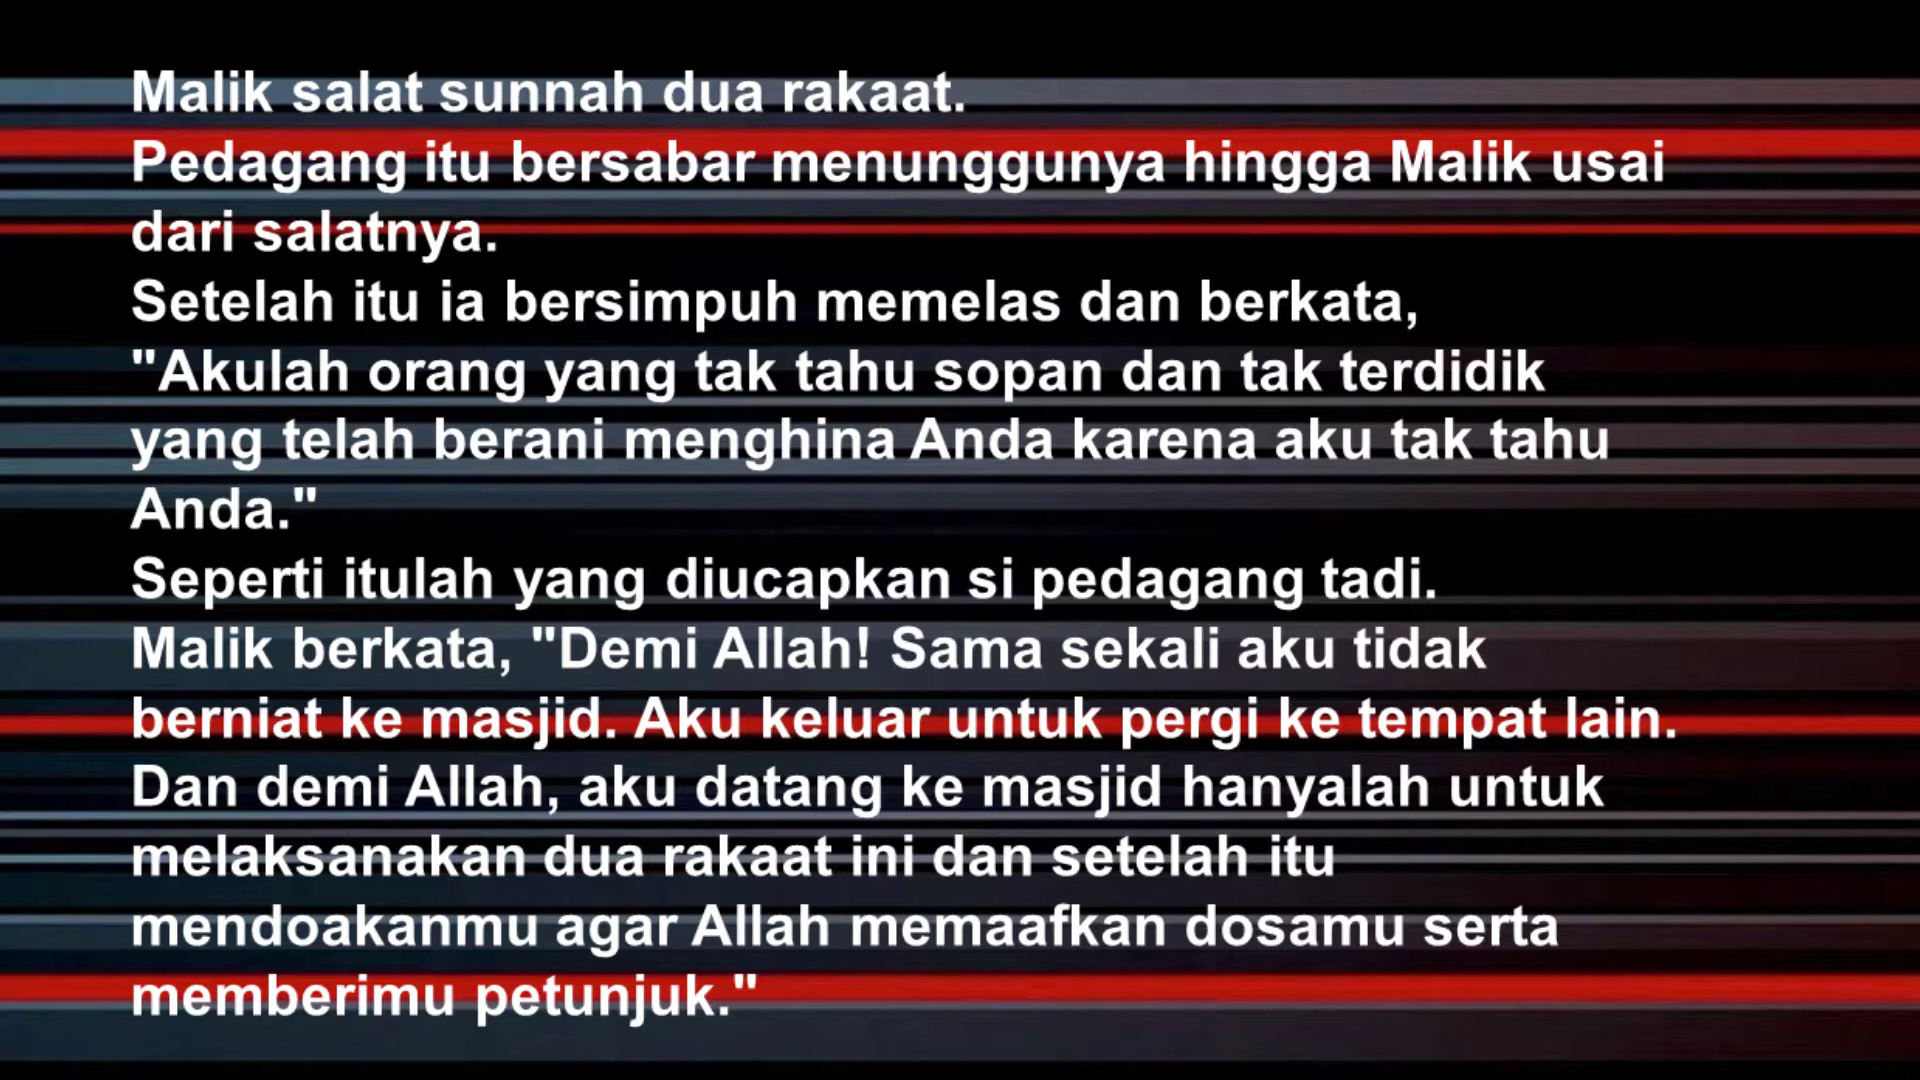 Malik salat sunnah dua rakaat.
Pedagang itu bersabar menunggunya hingga Malik usai
dari salatnya.
Setelah itu ia bersimpuh memelas dan berkata,
"Akulah orang yang tak tahu sopan dan tak terdidik
yang telah berani menghina Anda karena aku tak tahu
Anda."
Seperti itulah yang diucapkan si pedagang tadi.
Malik berkata, "Demi Allah! Sama sekali aku tidak
berniat ke masjid. Aku keluar untuk pergi ke tempat lain.
Dan demi Allah, aku datang ke masjid hanyalah untuk
melaksanakan dua rakaat ini dan setelah itu
mendoakanmu agar Allah memaafkan dosamu serta
memberimu petunjuk."